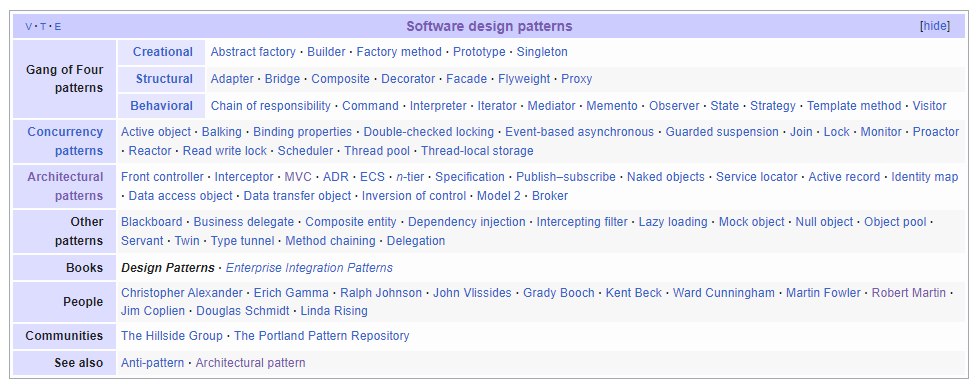 V · T · E Software design patterns [hide]
Gang of Four patterns
Creational Abstract factory · Builder · Factory method · Prototype · Singleton
Structural Adapter · Bridge · Composite · Decorator · Facade · Flyweight · Proxy
Behavioral Chain of responsibility · Command · Interpreter · Iterator · Mediator · Memento · Observer · State · Strategy · Template method · Visitor
Concurrency patterns
Active object · Balking · Binding properties · Double-checked locking · Event-based asynchronous · Guarded suspension · Join · Lock · Monitor · Proactor
· Reactor · Read write lock · Scheduler · Thread pool · Thread-local storage
Architectural patterns
Front controller · Interceptor · MVC · ADR · ECS · n-tier · Specification · Publish–subscribe · Naked objects · Service locator · Active record · Identity map
· Data access object · Data transfer object · Inversion of control · Model 2 · Broker
Other patterns
Blackboard · Business delegate · Composite entity · Dependency injection · Intercepting filter · Lazy loading · Mock object · Null object · Object pool ·
Servant · Twin · Type tunnel · Method chaining · Delegation
Books Design Patterns · Enterprise Integration Patterns
People
Christopher Alexander · Erich Gamma · Ralph Johnson · John Vlissides · Grady Booch · Kent Beck · Ward Cunningham · Martin Fowler · Robert Martin ·
Jim Coplien · Douglas Schmidt · Linda Rising
Communities The Hillside Group · The Portland Pattern Repository
See also Anti-pattern · Architectural pattern